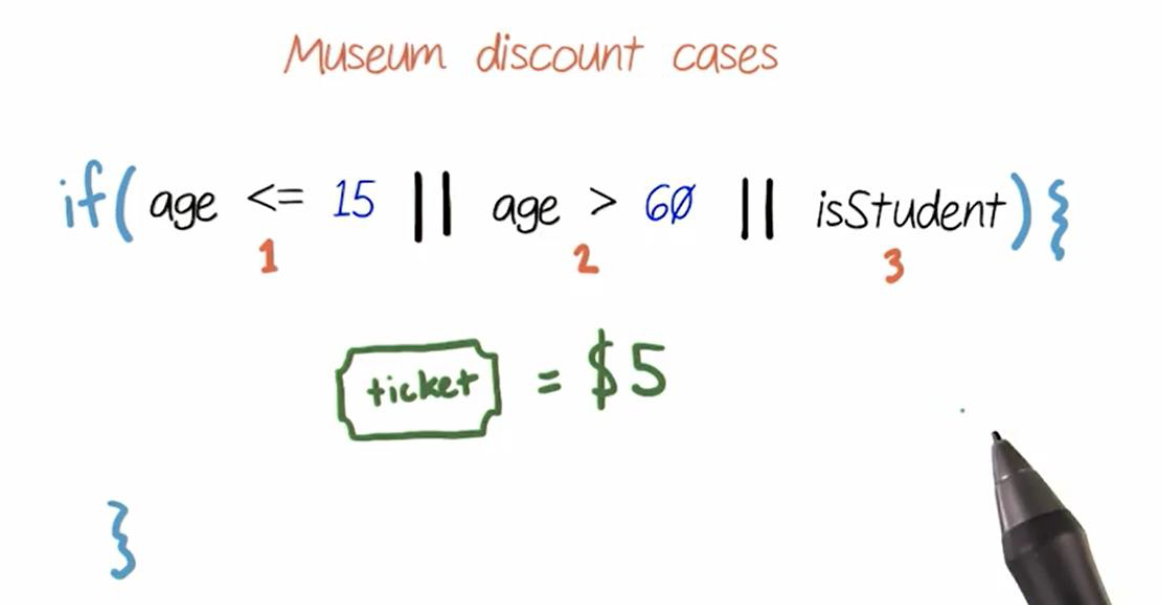 Museum discount cases
if( age <= 15 || age > 60 || isStudent ) {
1 2 3
ticket = $5
}